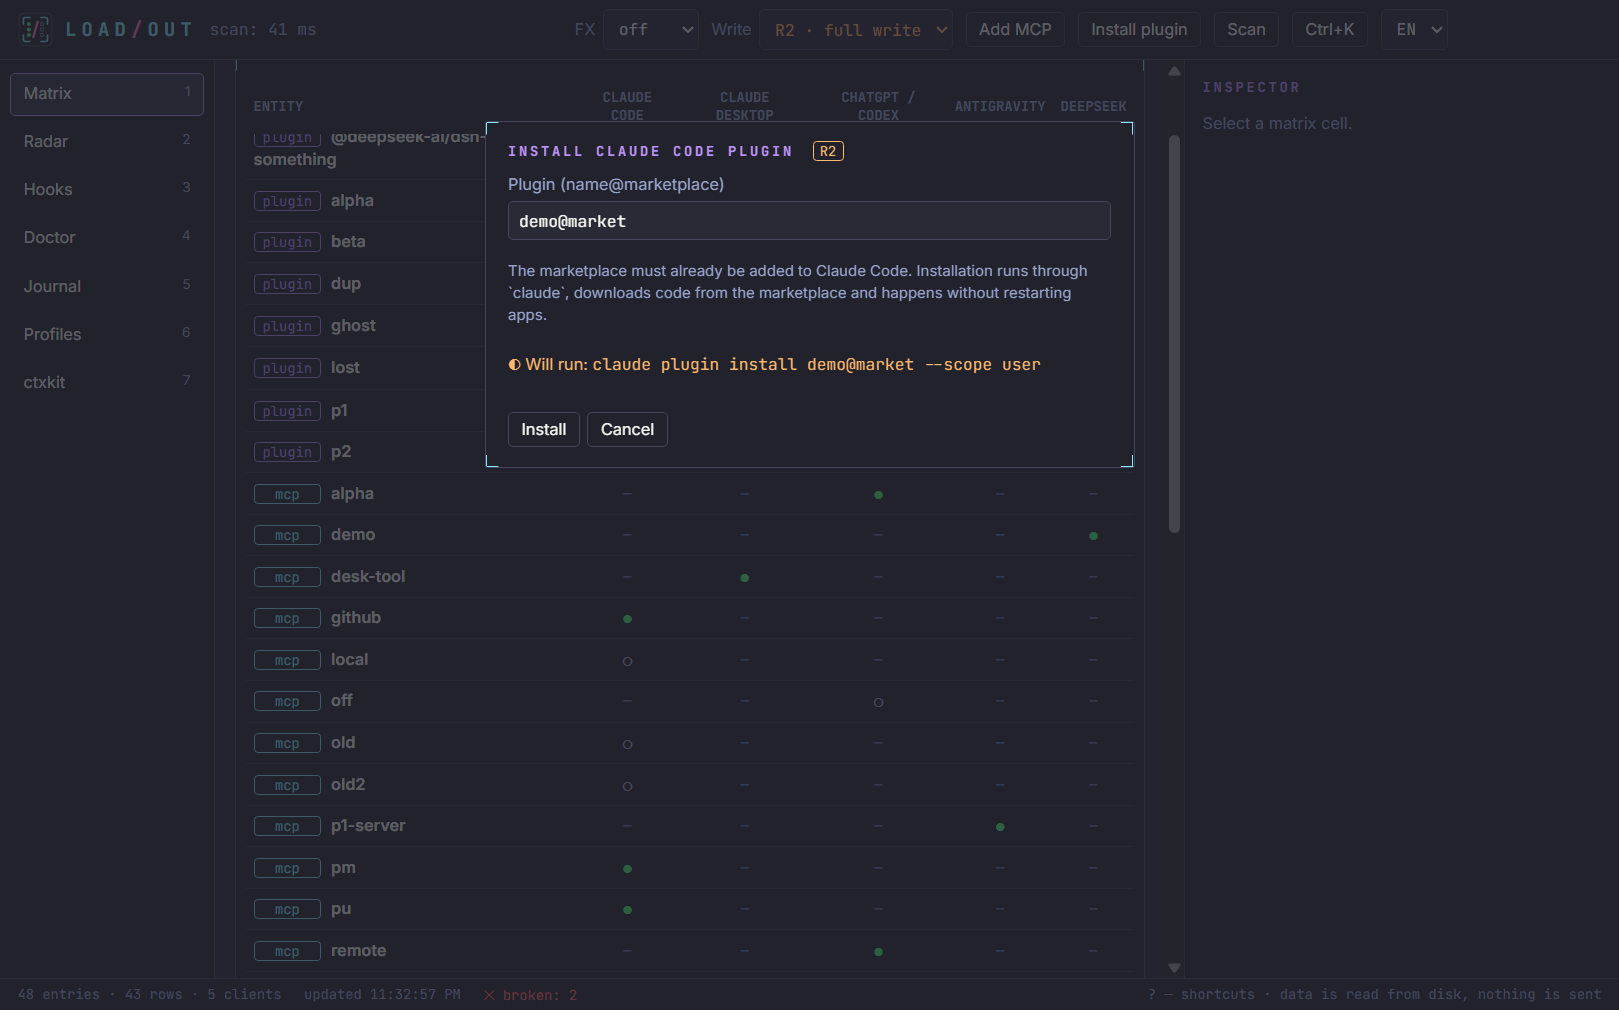 LOAD/OUT scan: 41 ms FX off Write R2 · full write Add MCP Install plugin Scan Ctrl+K EN
Matrix 1
Radar 2
Hooks 3
Doctor 4
Journal 5
Profiles 6
ctxkit 7
ENTITY CLAUDE CODE CLAUDE DESKTOP CHATGPT / CODEX ANTIGRAVITY DEEPSEEK
plugin @deepseek-ai/dsh-
something
plugin alpha
plugin beta
plugin dup
plugin ghost
plugin lost
plugin p1
plugin p2
INSTALL CLAUDE CODE PLUGIN R2
Plugin (name@marketplace)
demo@market
The marketplace must already be added to Claude Code. Installation runs through
`claude`, downloads code from the marketplace and happens without restarting
apps.
◐ Will run: claude plugin install demo@market --scope user
Install Cancel
mcp alpha – – ● – –
mcp demo – – – – ●
mcp desk-tool – ● – – –
mcp github ● – – – –
mcp local ○ – – – –
mcp off – – ○ – –
mcp old ○ – – – –
mcp old2 ○ – – – –
mcp p1-server – – – ● –
mcp pm ● – – – –
mcp pu ● – – – –
mcp remote – – ● – –
INSPECTOR
Select a matrix cell.
48 entries · 43 rows · 5 clients updated 11:32:57 PM ✕ broken: 2 ? — shortcuts · data is read from disk, nothing is sent